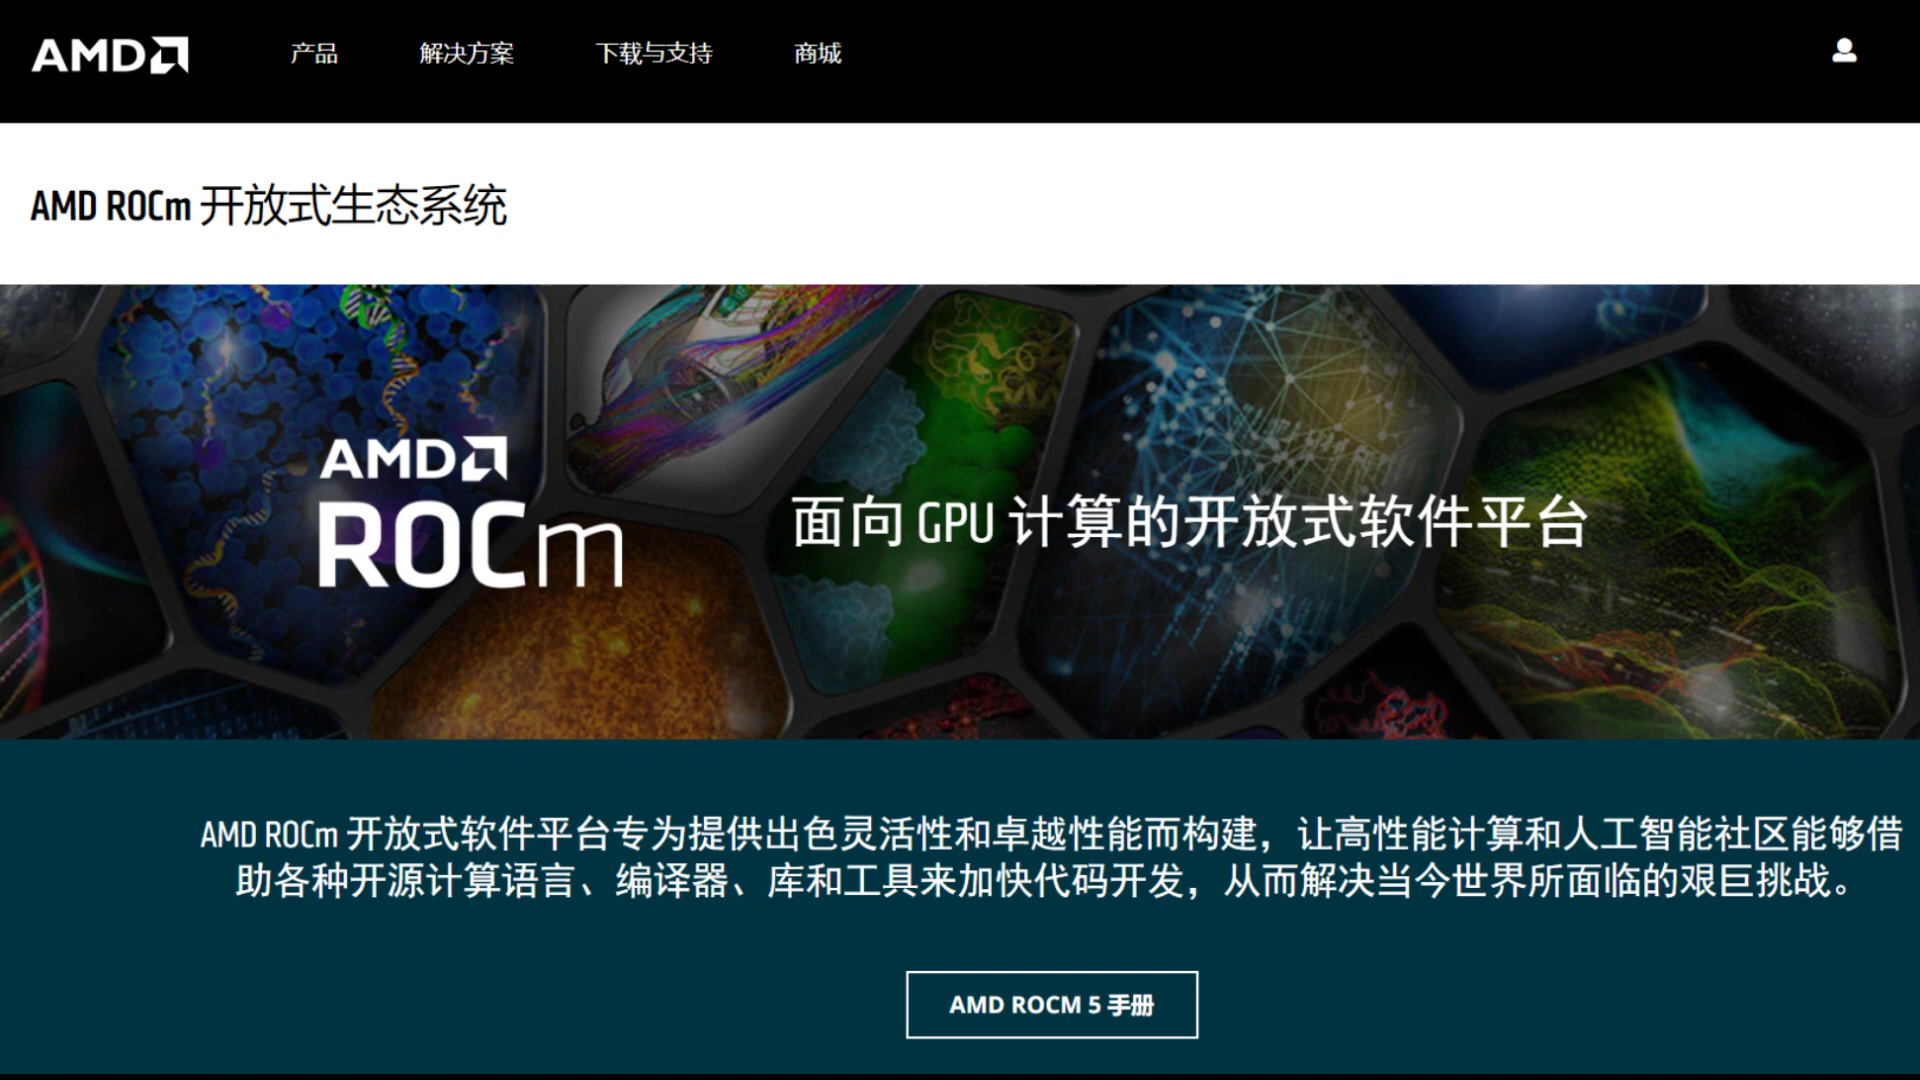 AMD
产品
解决方案
下载与支持
商城
AMD ROCm 开放式生态系统
AMD
ROCm
面向 GPU 计算的开放式软件平台
AMD ROCm 开放式软件平台专为提供出色灵活性和卓越性能而构建，让高性能计算和人工智能社区能够借
助各种开源计算语言、编译器、库和工具来加快代码开发，从而解决当今世界所面临的艰巨挑战。
AMD ROCM 5 手册